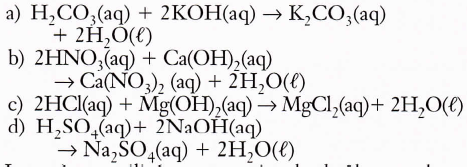 a) H₂CO₃(aq) + 2KOH(aq) → K₂CO₃(aq)
+ 2H₂O(ℓ)
b) 2HNO₃(aq) + Ca(OH)₂(aq)
→ Ca(NO₃)₂ (aq) + 2H₂O(ℓ)
c) 2HCl(aq) + Mg(OH)₂(aq) → MgCl₂(aq)+ 2H₂O(ℓ)
d) H₂SO₄(aq)+ 2NaOH(aq)
→ Na₂SO₄(aq) + 2H₂O(ℓ)